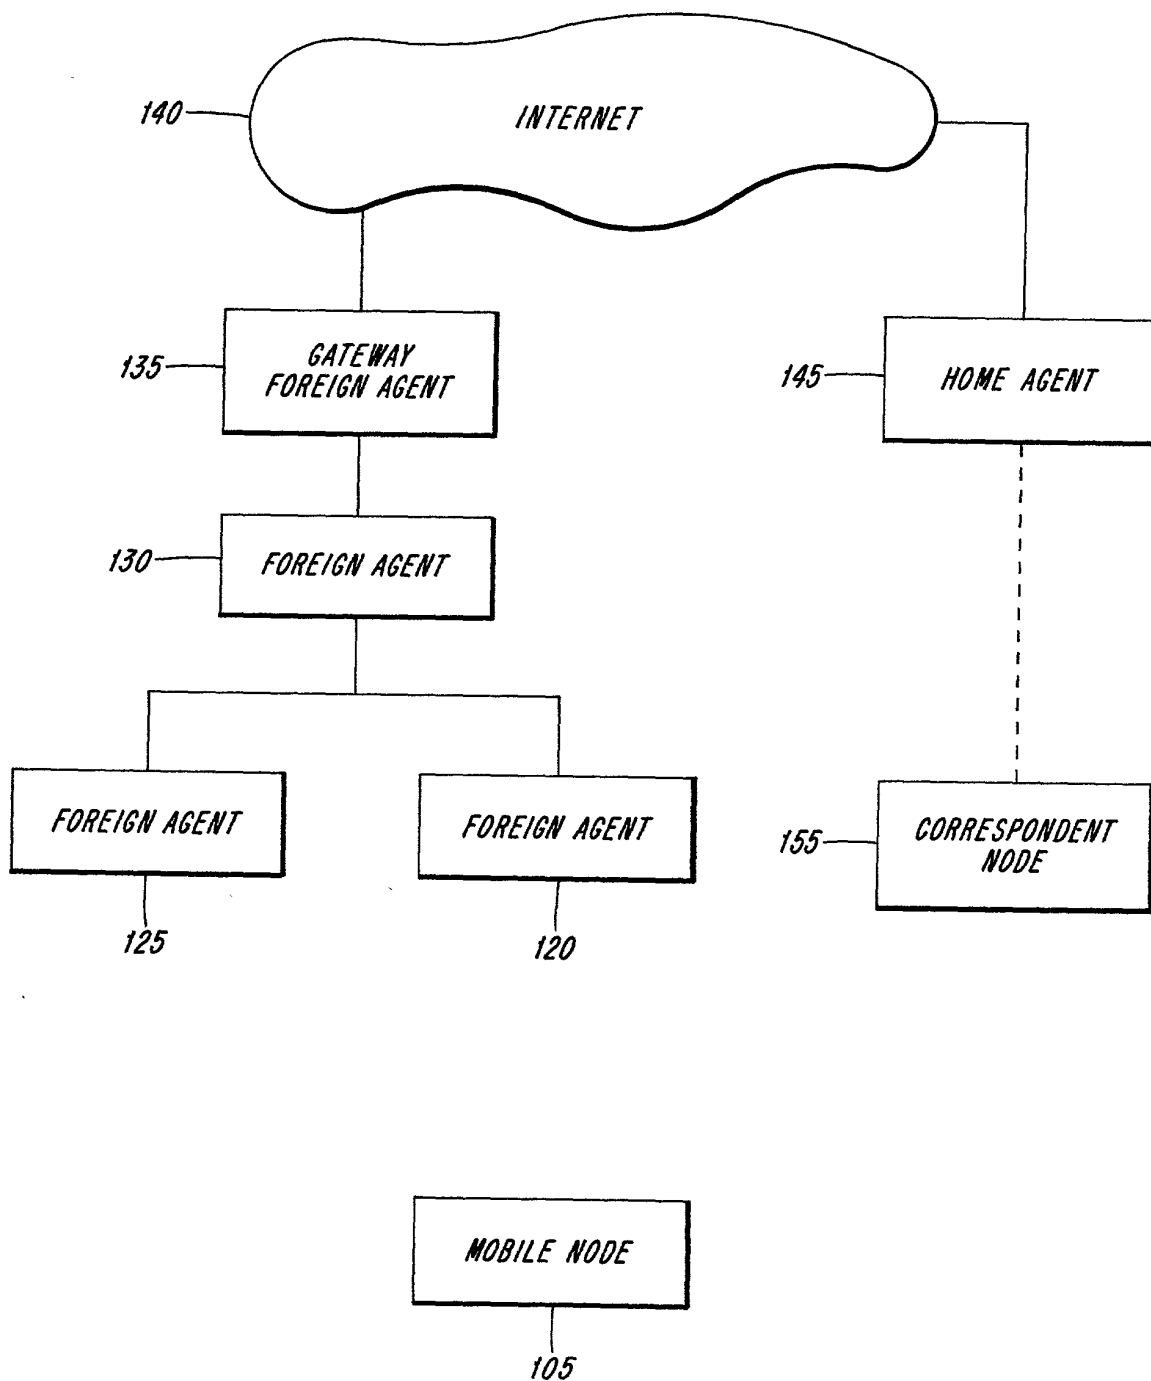 140
INTERNET
135
GATEWAY
FOREIGN AGENT
145
HOME AGENT
130
FOREIGN AGENT
FOREIGN AGENT
FOREIGN AGENT
155
CORRESPONDENT
NODE
125
120
MOBILE NODE
105